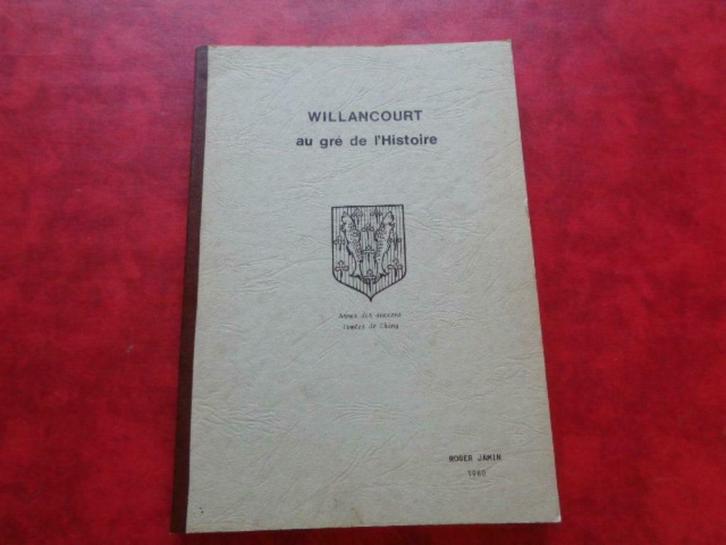 WILLANCOURT
au gré de l'Histoire
Armes des anciens
Comtes de Chiny
ROGER JAMIN
1980